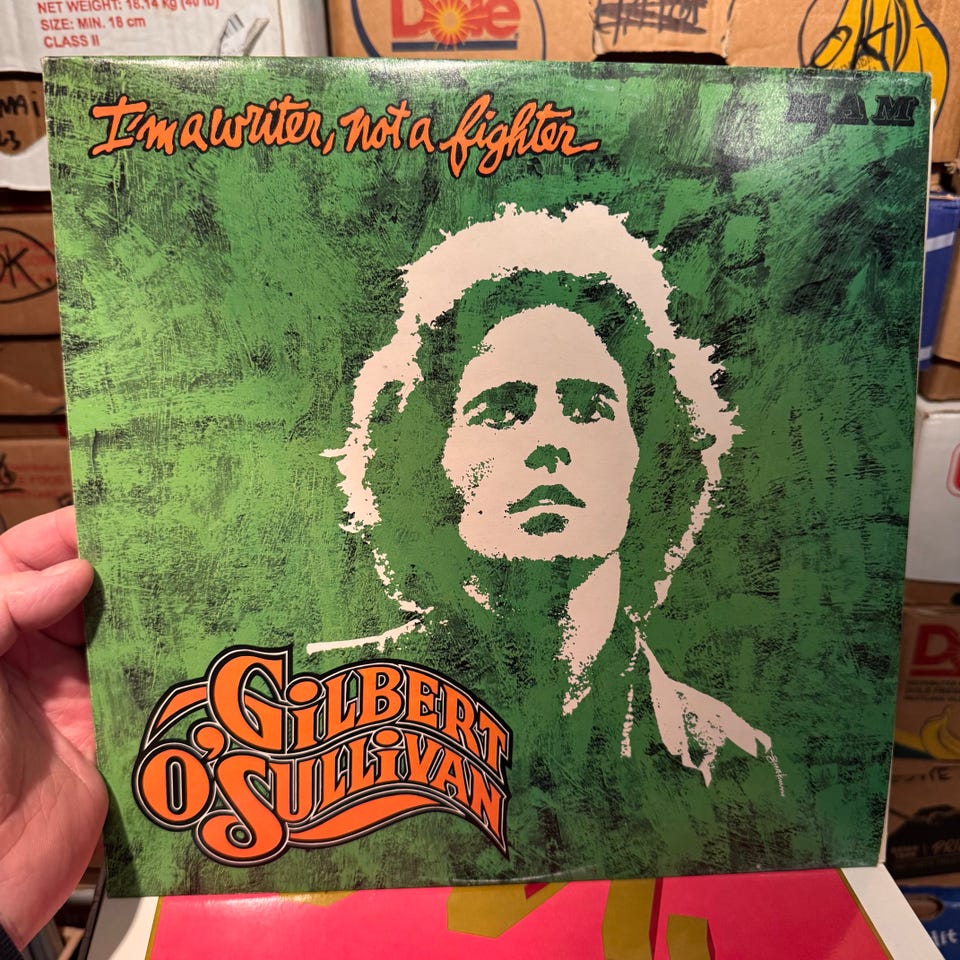 NET WEIGHT: 18.14 kg (40 lb)
SIZE: MIN. 18 cm
CLASS II
Dole
OK
I'm a writer, not a fighter
MAM
GiLBERT
O'SULLiVAN